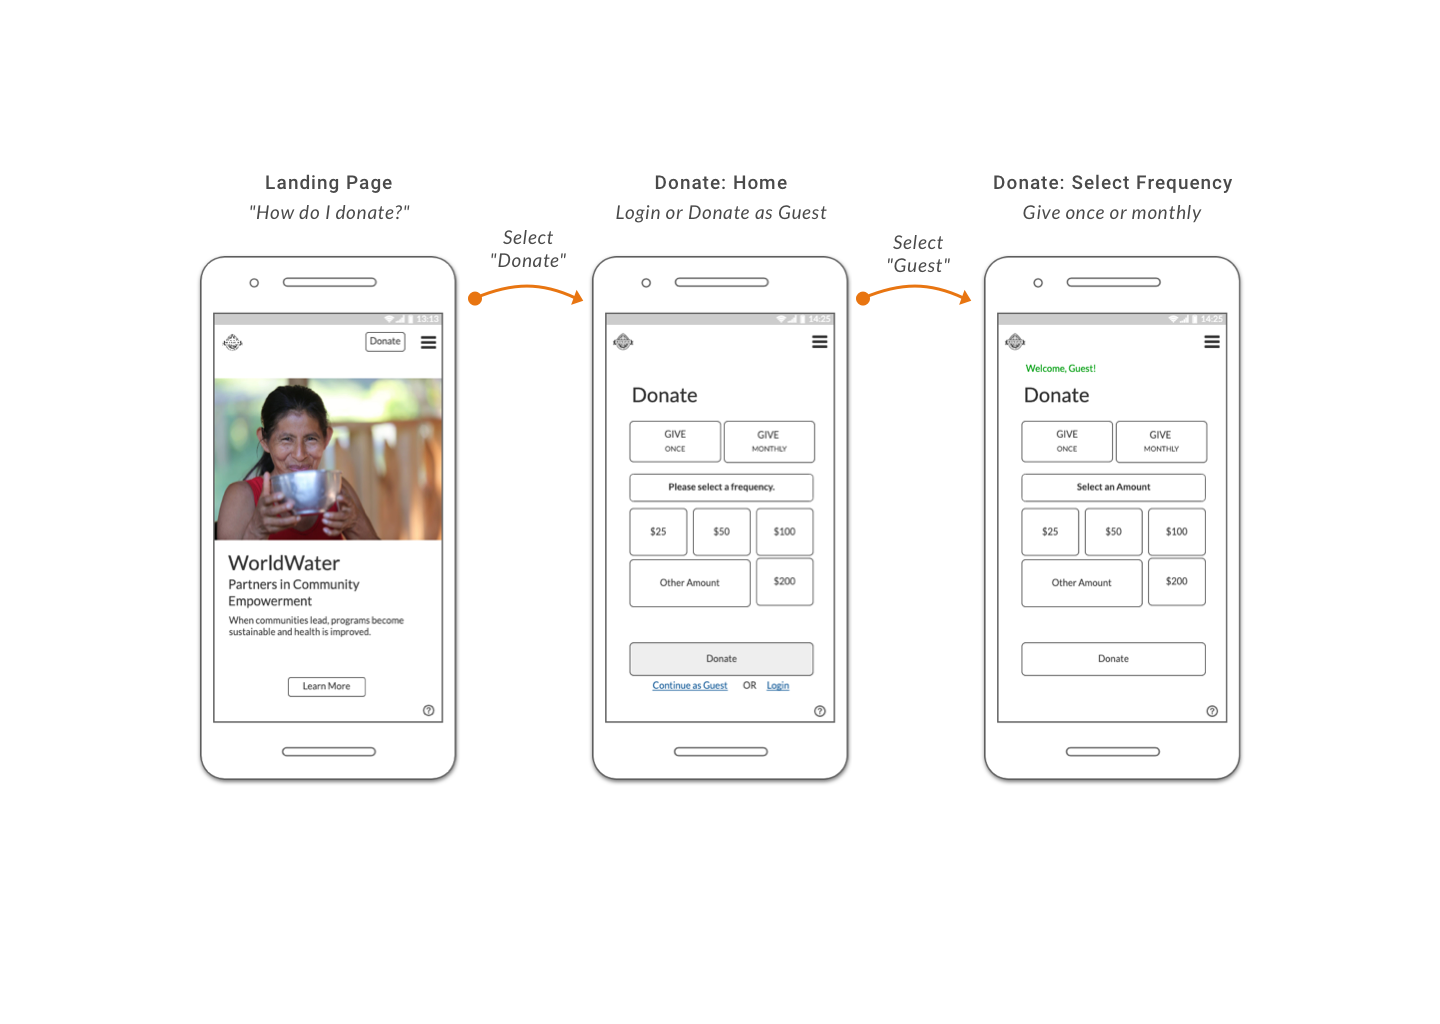 Landing Page
"How do I donate?"
Select
"Donate"
Donate: Home
Login or Donate as Guest
Select
"Guest"
Donate: Select Frequency
Give once or monthly
13:13
Donate
WorldWater
Partners in Community
Empowerment
When communities lead, programs become
sustainable and health is improved.
Learn More
?
14:25
Donate
GIVE
ONCE
GIVE
MONTHLY
Please select a frequency.
$25
$50
$100
Other Amount
$200
Donate
Continue as Guest OR Login
?
14:25
Welcome, Guest!
Donate
GIVE
ONCE
GIVE
MONTHLY
Select an Amount
$25
$50
$100
Other Amount
$200
Donate
?